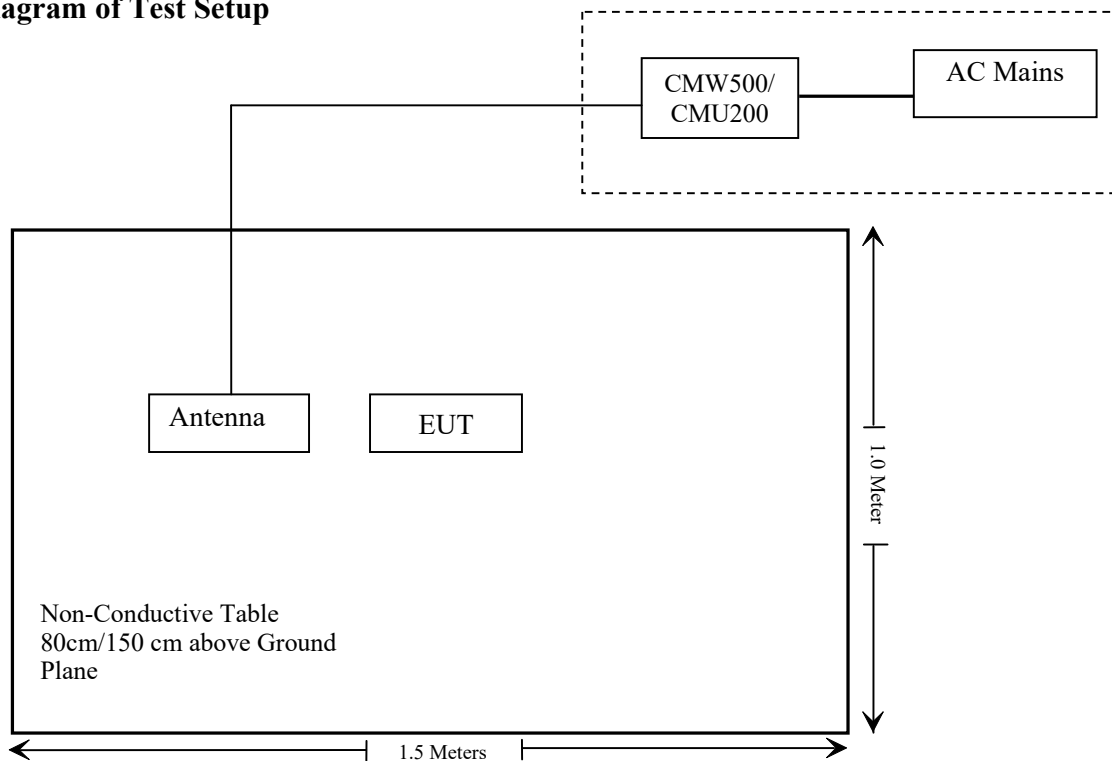 agram of Test Setup
CMW500/
CMU200
AC Mains
Antenna
EUT
1.0 Meter
Non-Conductive Table
80cm/150 cm above Ground
Plane
1.5 Meters